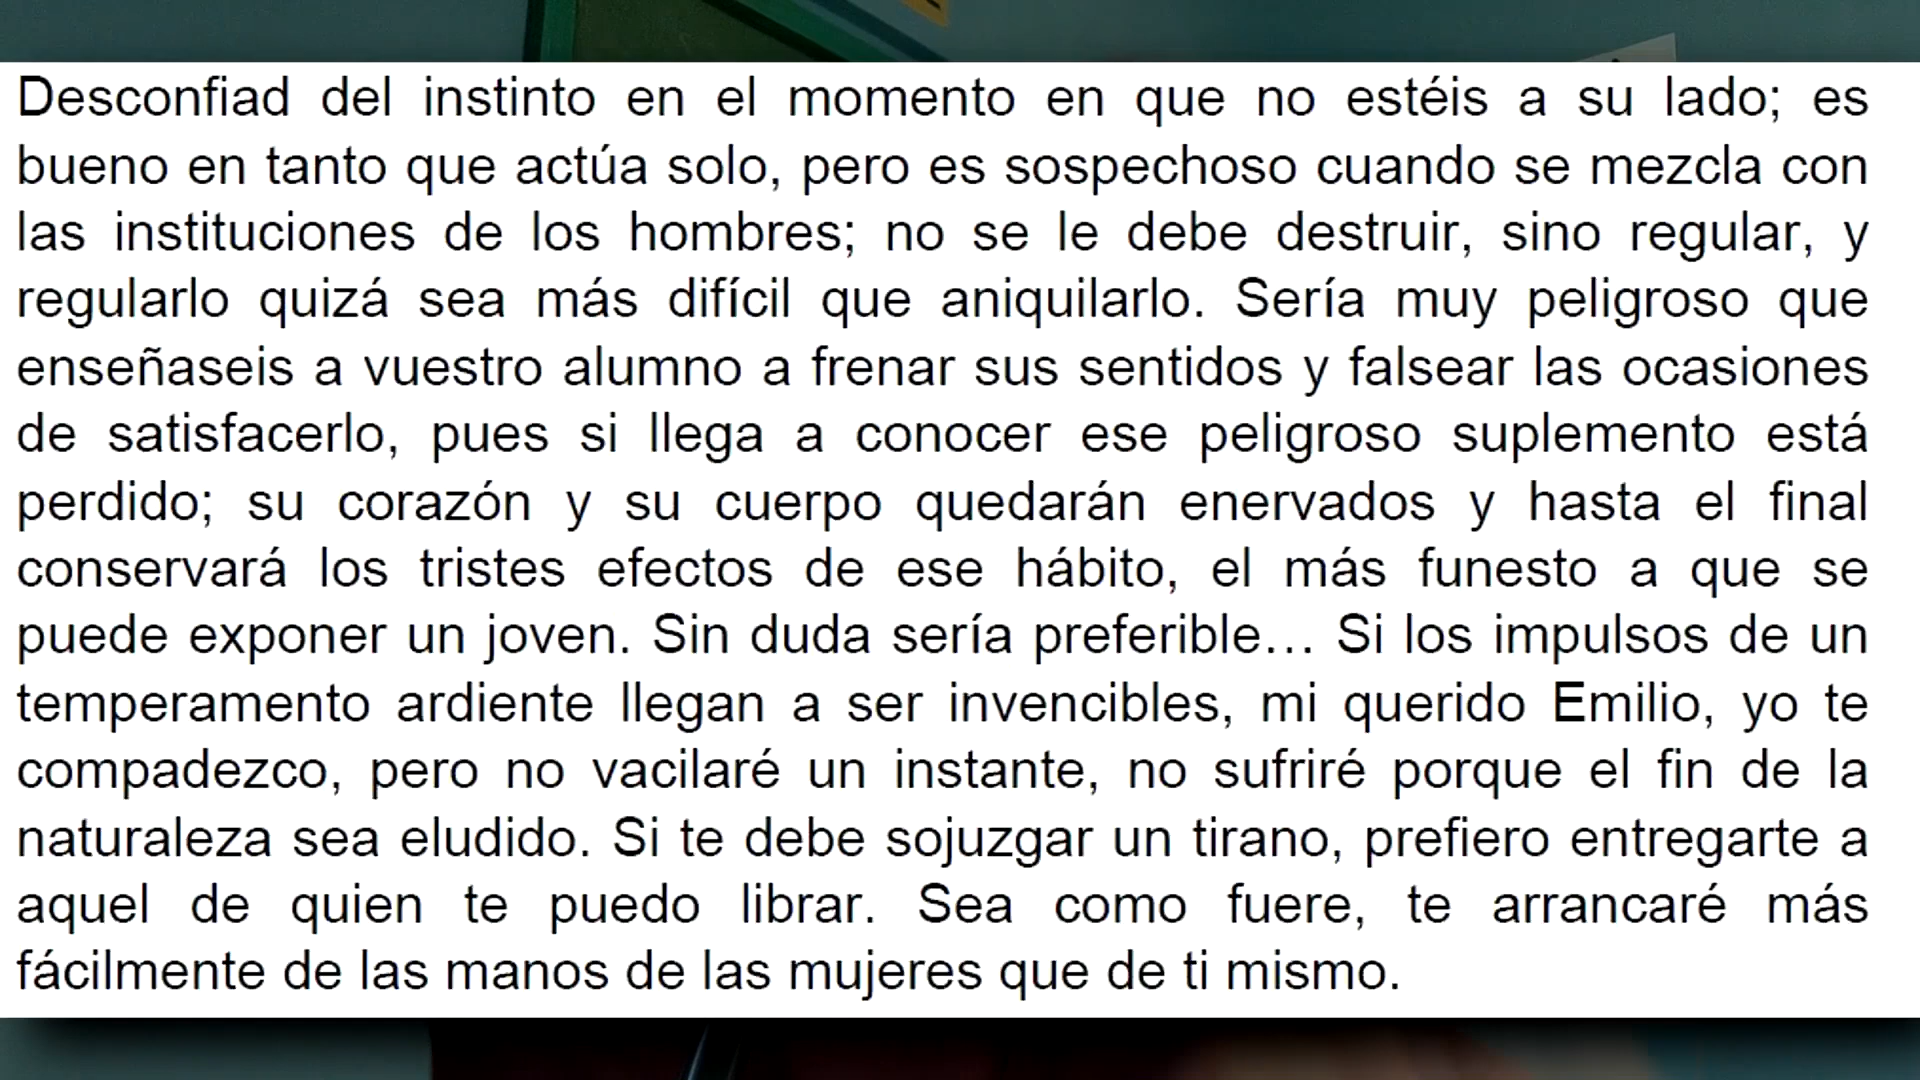 Desconfiad del instinto en el momento en que no estéis a su lado; es
bueno en tanto que actúa solo, pero es sospechoso cuando se mezcla con
las instituciones de los hombres; no se le debe destruir, sino regular, y
regularlo quizá sea más difícil que aniquilarlo. Sería muy peligroso que
enseñaseis a vuestro alumno a frenar sus sentidos y falsear las ocasiones
de satisfacerlo, pues si llega a conocer ese peligroso suplemento está
perdido; su corazón y su cuerpo quedarán enervados y hasta el final
conservará los tristes efectos de ese hábito, el más funesto a que se
puede exponer un joven. Sin duda sería preferible… Si los impulsos de un
temperamento ardiente llegan a ser invencibles, mi querido Emilio, yo te
compadezco, pero no vacilaré un instante, no sufriré porque el fin de la
naturaleza sea eludido. Si te debe sojuzgar un tirano, prefiero entregarte a
aquel de quien te puedo librar. Sea como fuere, te arrancaré más
fácilmente de las manos de las mujeres que de ti mismo.